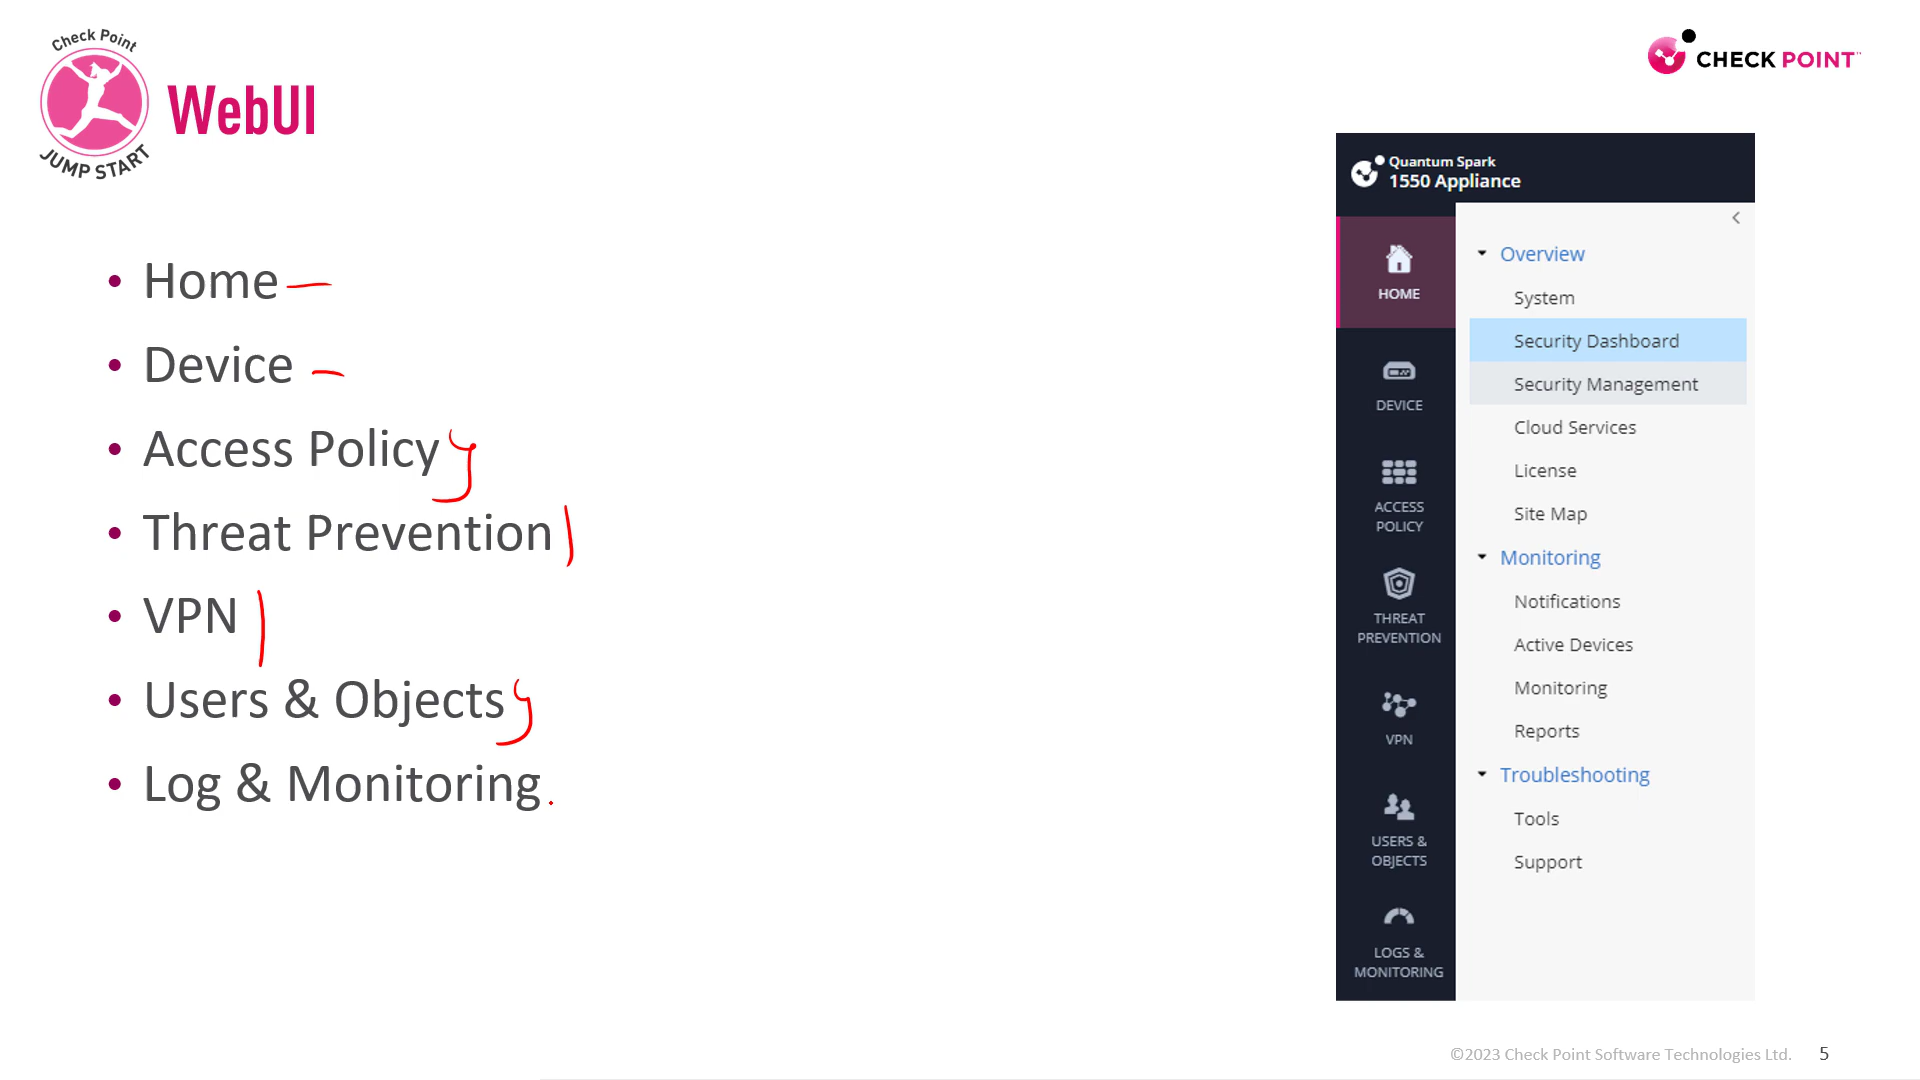 Check Point
JUMP START
WebUI
CHECK POINT
• Home
• Device
• Access Policy
• Threat Prevention
• VPN
• Users & Objects
• Log & Monitoring
Quantum Spark
1550 Appliance
HOME
DEVICE
ACCESS
POLICY
THREAT
PREVENTION
VPN
USERS &
OBJECTS
LOGS &
MONITORING
Overview
System
Security Dashboard
Security Management
Cloud Services
License
Site Map
Monitoring
Notifications
Active Devices
Monitoring
Reports
Troubleshooting
Tools
Support
©2023 Check Point Software Technologies Ltd. 5